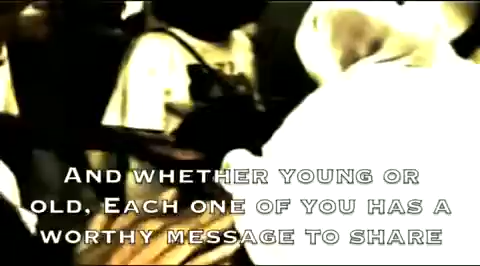 And whether young or
old, Each one of you has a
worthy message to share